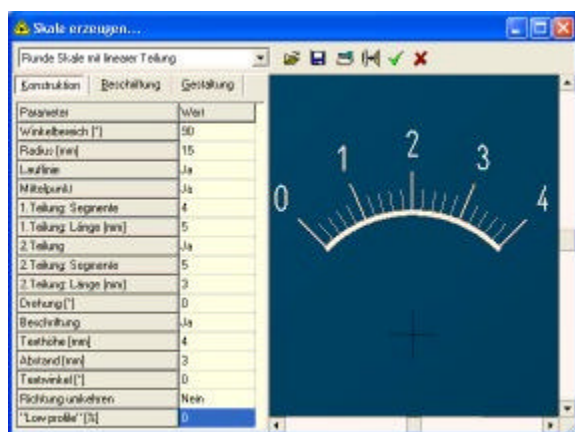 Skale erzeugen...
Runde Skale mit linearer Teilung
Konstruktion Beschriftung Gestaltung
Parameter Wert
Winkelbereich [°] 90
Radius [mm] 15
Lauflinie Ja
Mittelpunkt Ja
1. Teilung: Segmente 4
1. Teilung: Länge [mm] 5
2. Teilung Ja
2. Teilung: Segmente 5
2. Teilung: Länge [mm] 3
Drehung [°] 0
Beschriftung Ja
Texthöhe [mm] 4
Abstand [mm] 3
Textwinkel [°] 0
Richtung umkehren Nein
"Low profile" [%] 0
0 1 2 3 4